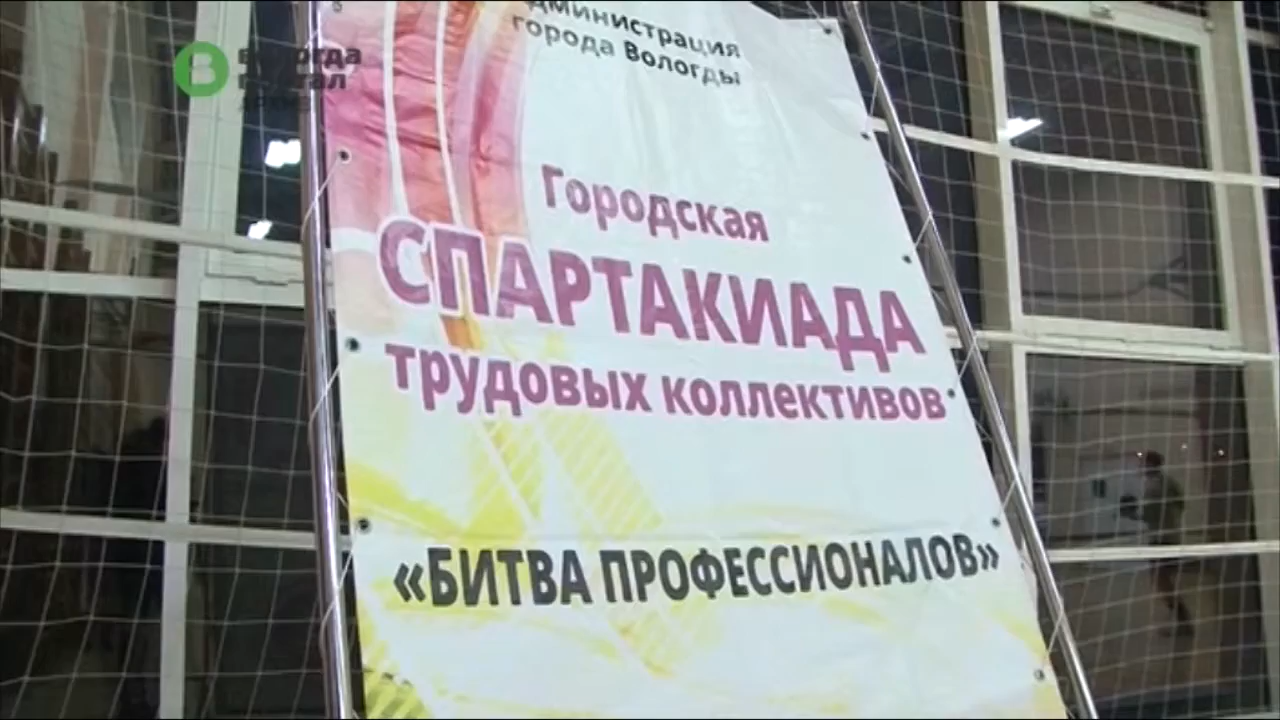 Администрация
города Вологды
Городская
СПАРТАКИАДА
трудовых коллективов
«БИТВА ПРОФЕССИОНАЛОВ»
В